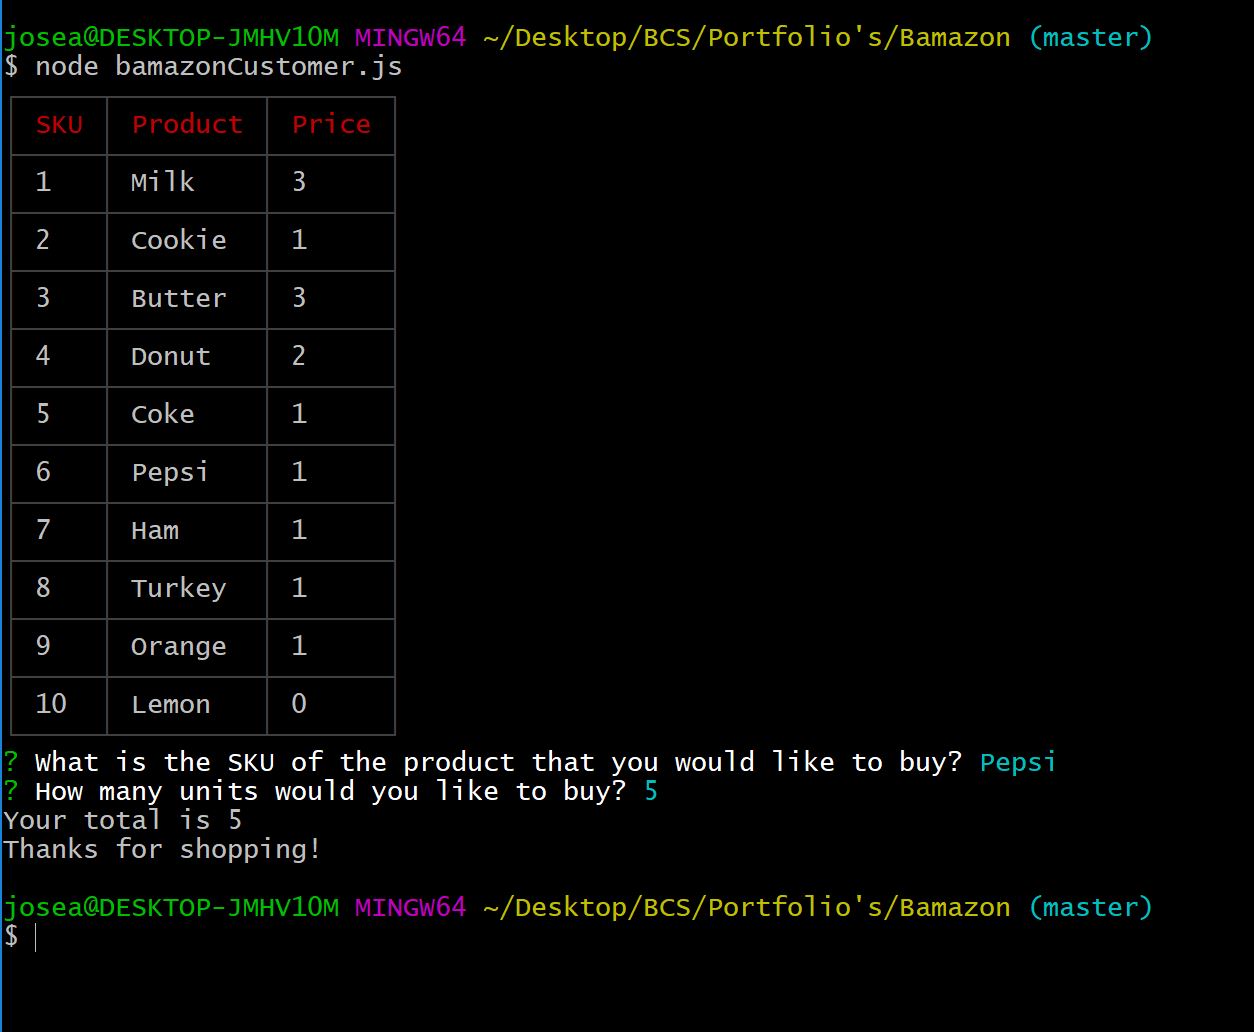 josea@DESKTOP-JMHV1OM MINGW64 ~/Desktop/BCS/Portfolio's/Bamazon (master)
$ node bamazonCustomer.js
SKU Product Price
1 Milk 3
2 Cookie 1
3 Butter 3
4 Donut 2
5 Coke 1
6 Pepsi 1
7 Ham 1
8 Turkey 1
9 Orange 1
10 Lemon 0
? What is the SKU of the product that you would like to buy? Pepsi
? How many units would you like to buy? 5
Your total is 5
Thanks for shopping!
josea@DESKTOP-JMHV1OM MINGW64 ~/Desktop/BCS/Portfolio's/Bamazon (master)
$